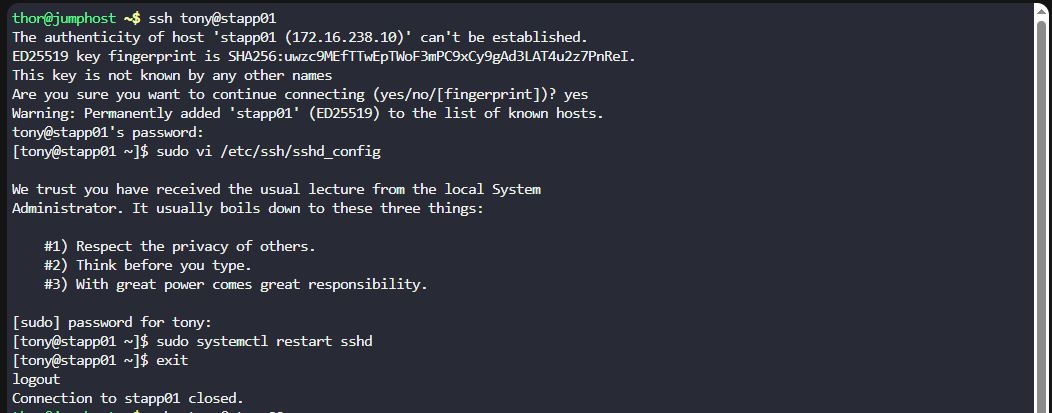 thor@jumphost ~$ ssh tony@stapp01
The authenticity of host 'stapp01 (172.16.238.10)' can't be established.
ED25519 key fingerprint is SHA256:uwzc9MEfTTwEpTWoF3mPC9xCy9gAd3LAT4u2z7PnReI.
This key is not known by any other names
Are you sure you want to continue connecting (yes/no/[fingerprint])? yes
Warning: Permanently added 'stapp01' (ED25519) to the list of known hosts.
tony@stapp01's password:
[tony@stapp01 ~]$ sudo vi /etc/ssh/sshd_config
We trust you have received the usual lecture from the local System
Administrator. It usually boils down to these three things:
#1) Respect the privacy of others.
#2) Think before you type.
#3) With great power comes great responsibility.
[sudo] password for tony:
[tony@stapp01 ~]$ sudo systemctl restart sshd
[tony@stapp01 ~]$ exit
logout
Connection to stapp01 closed.